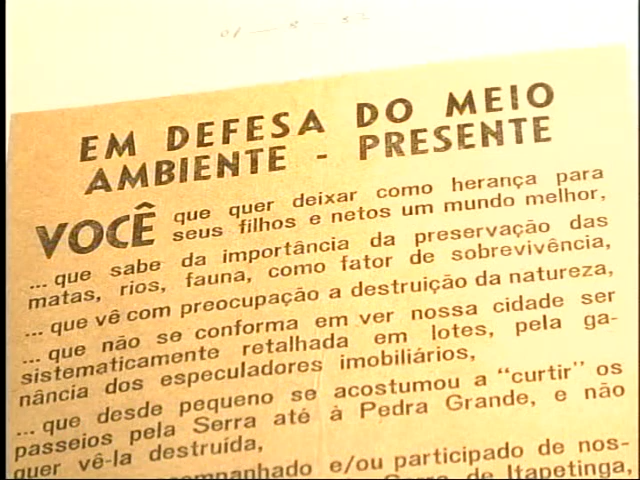 EM DEFESA DO MEIO
AMBIENTE - PRESENTE
VOCÊ que quer deixar como herança para
seus filhos e netos um mundo melhor,
... que sabe da importância da preservação das
matas, rios, fauna, como fator de sobrevivência,
... que vê com preocupação a destruição da natureza,
... que não se conforma em ver nossa cidade ser
sistematicamente retalhada em lotes, pela ga-
nância dos especuladores imobiliários,
... que desde pequeno se acostumou a "curtir" os
passeios pela Serra até à Pedra Grande, e não
quer vê-la destruída,
e/ou participado de nos-
de Itapetinga,